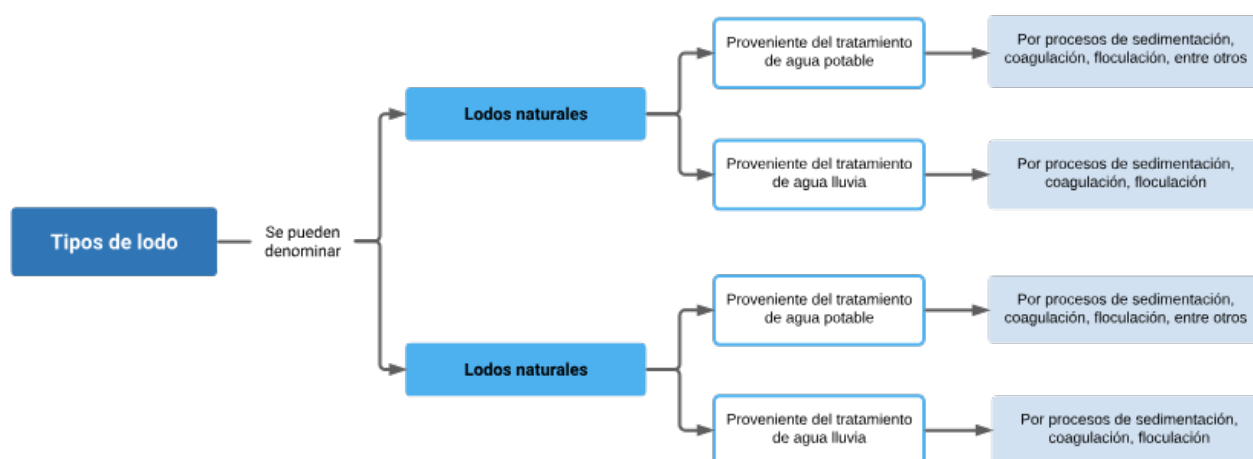 Tipos de lodo
Se pueden
denominar
Lodos naturales
Proveniente del tratamiento
de agua potable
Por procesos de sedimentación,
coagulación, floculación, entre otros
Proveniente del tratamiento
de agua lluvia
Por procesos de sedimentación,
coagulación, floculación
Lodos naturales
Proveniente del tratamiento
de agua potable
Por procesos de sedimentación,
coagulación, floculación, entre otros
Proveniente del tratamiento
de agua lluvia
Por procesos de sedimentación,
coagulación, floculación